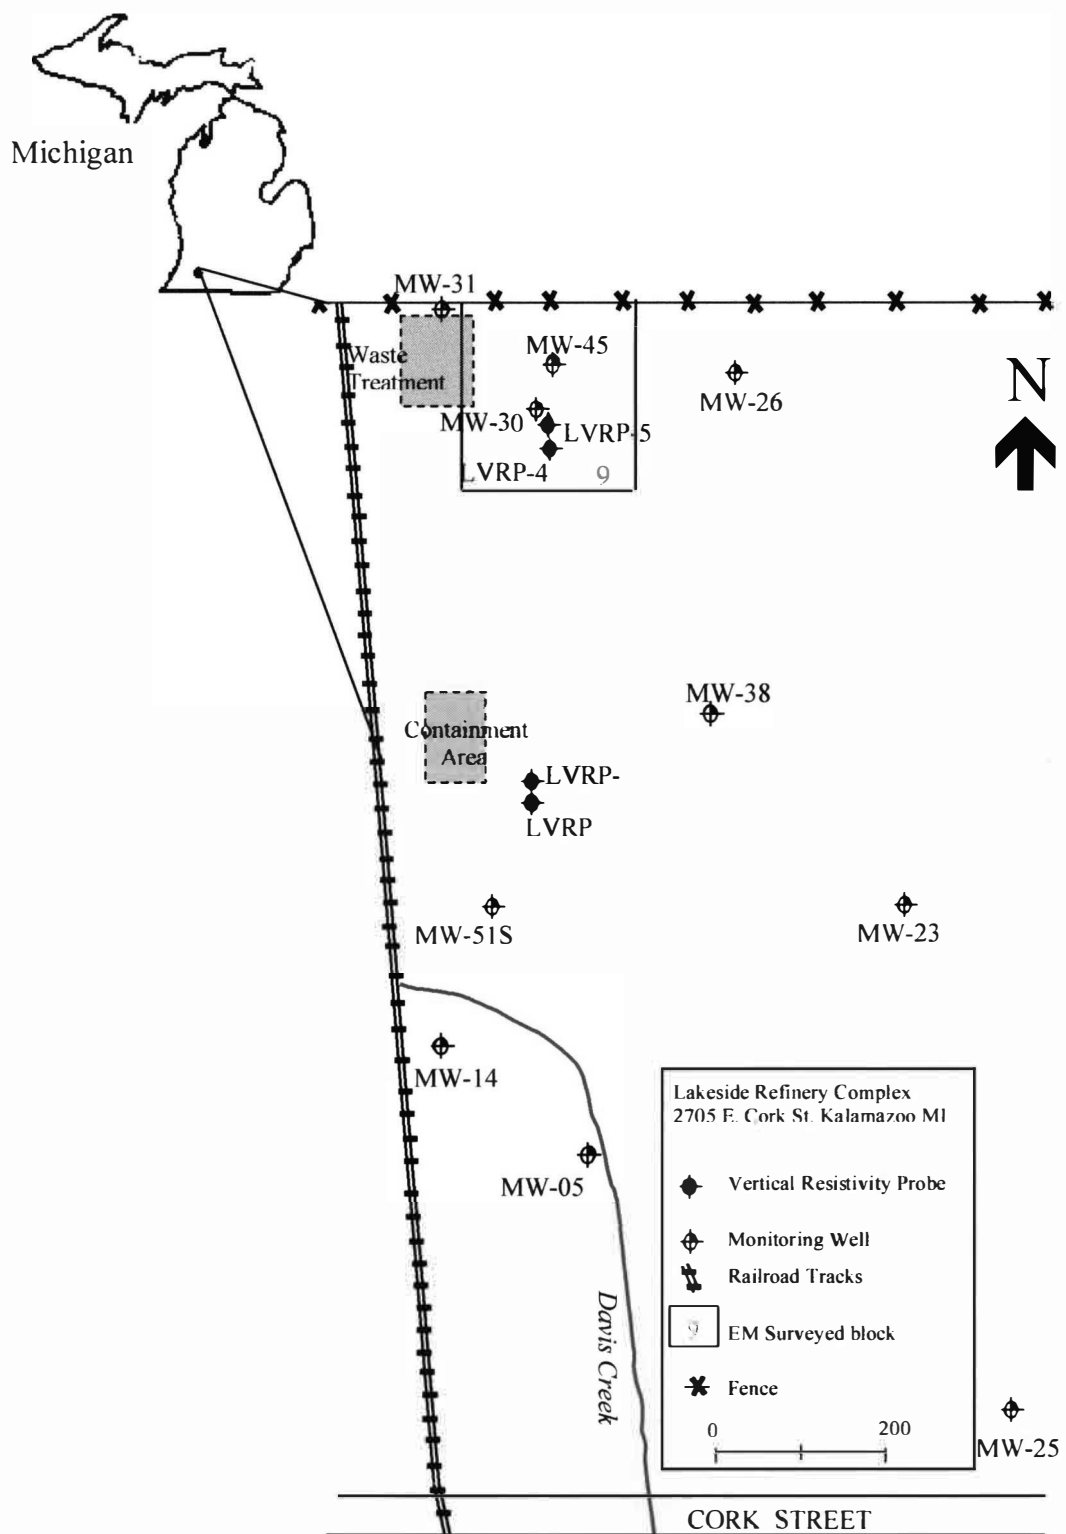 Michigan
MW-31
MW-45
Waste
Treatment
N
MW-26
MW-30
LVRP-5
LVRP-4
9
MW-38
Containment
Area
LVRP-
LVRP
MW-51S
MW-23
MW-14
Lakeside Refinery Complex
2705 E. Cork St. Kalamazoo MI
MW-05
Vertical Resistivity Probe
Monitoring Well
Railroad Tracks
9
EM Surveyed block
Davis Creek
Fence
0 200
MW-25
CORK STREET